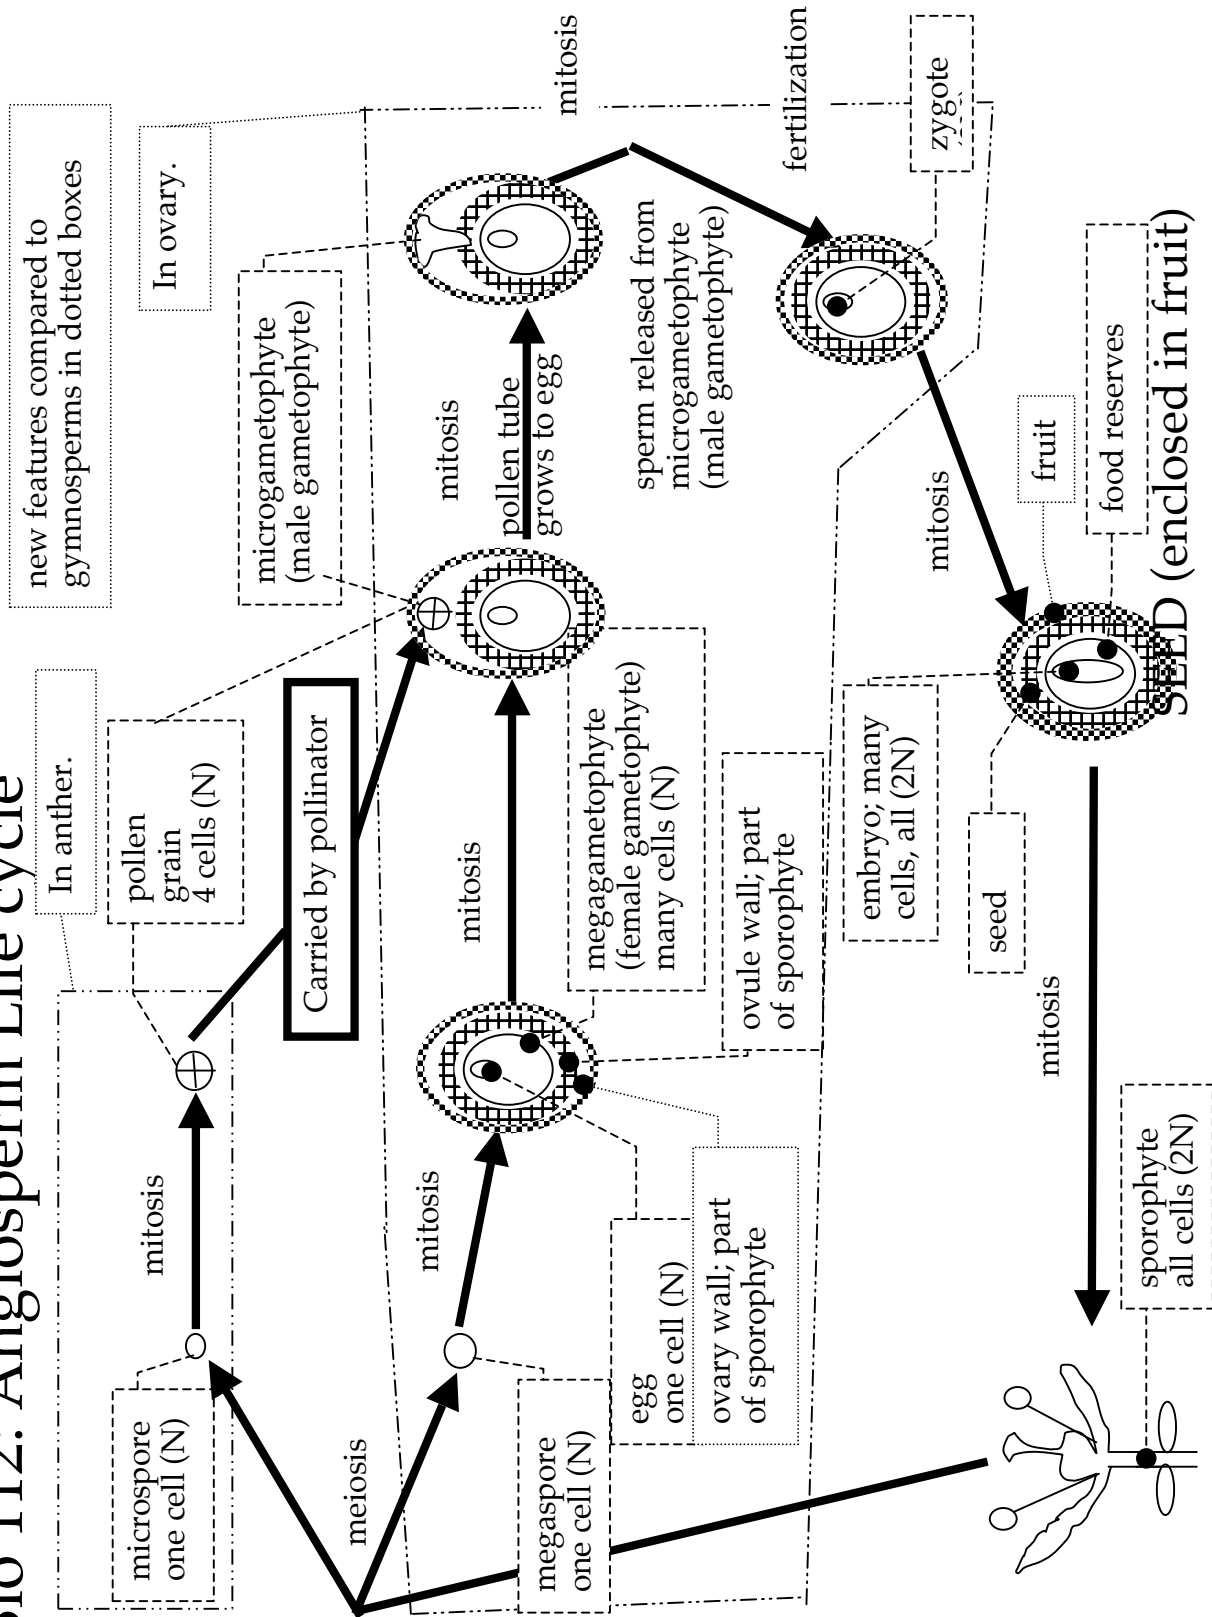 Bio 112: Angiosperm Life cycle
new features compared to
gymnosperms in dotted boxes
In anther.
In ovary.
microspore
one cell (N)
mitosis
pollen
grain
4 cells (N)
microgametophyte
(male gametophyte)
Carried by pollinator
meiosis
mitosis
mitosis
mitosis
pollen tube
grows to egg
mitosis
megaspore
one cell (N)
egg
one cell (N)
ovary wall; part
of sporophyte
megagametophyte
(female gametophyte)
many cells (N)
ovule wall; part
of sporophyte
sperm released from
microgametophyte
(male gametophyte)
fertilization
zygote
embryo; many
cells, all (2N)
mitosis
seed
fruit
food reserves
SEED (enclosed in fruit)
mitosis
sporophyte
all cells (2N)